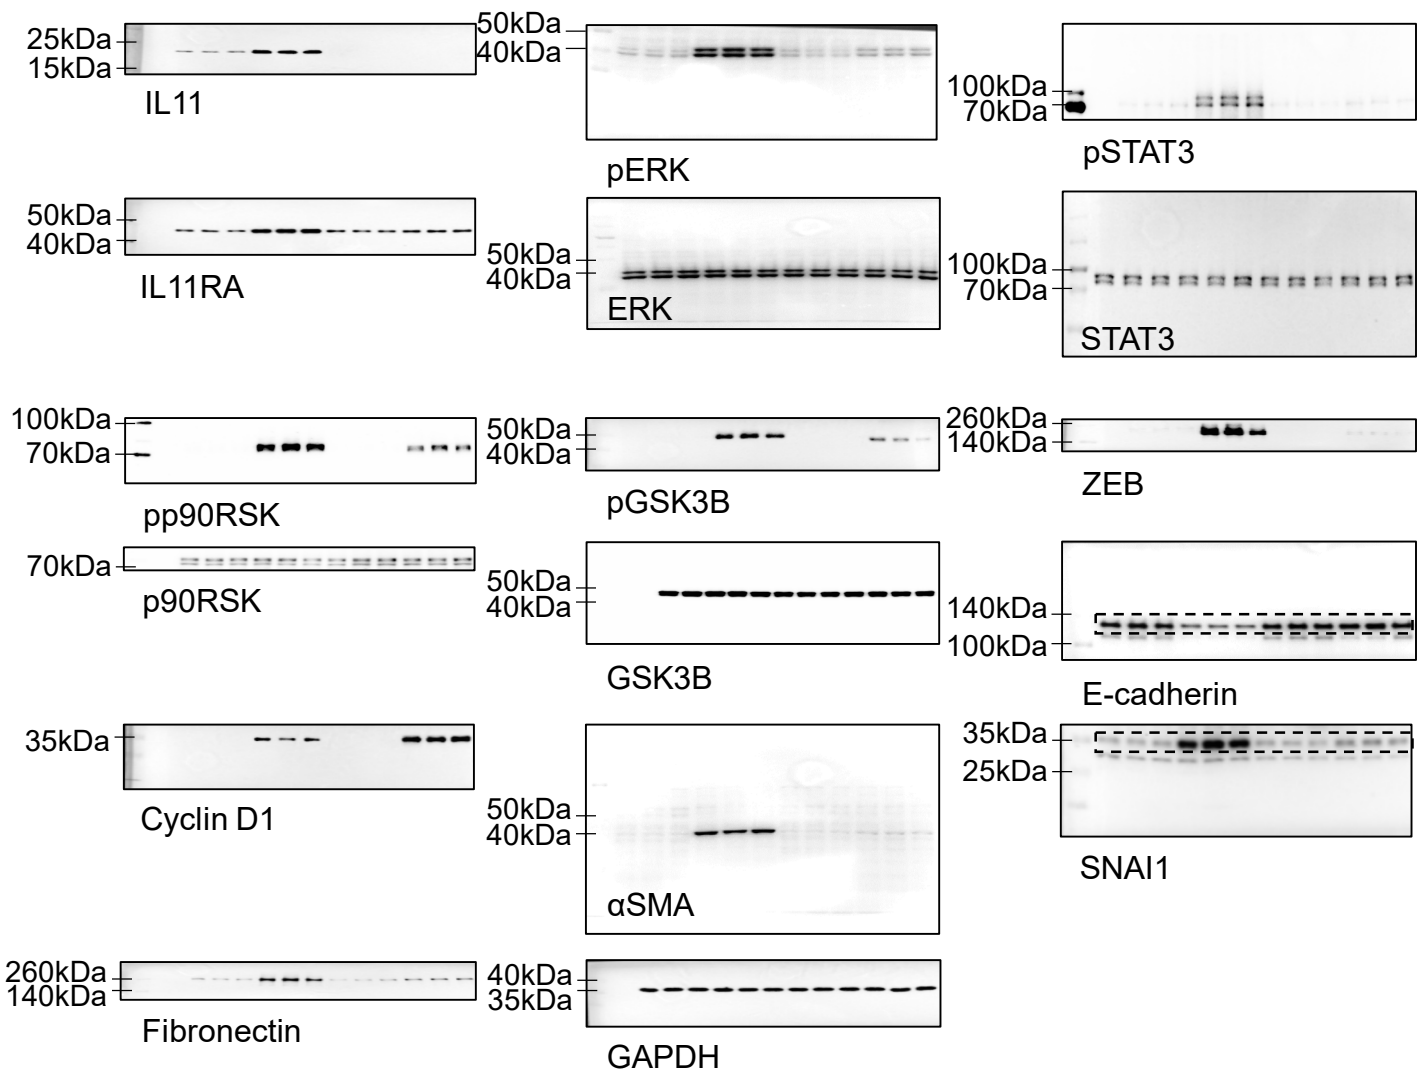 25kDa
15kDa
IL11
50kDa
40kDa
pERK
100kDa
70kDa
pSTAT3
50kDa
40kDa
IL11RA
50kDa
40kDa
ERK
100kDa
70kDa
STAT3
100kDa
70kDa
pp90RSK
50kDa
40kDa
pGSK3B
260kDa
140kDa
ZEB
70kDa
p90RSK
50kDa
40kDa
GSK3B
140kDa
100kDa
E-cadherin
35kDa
Cyclin D1
50kDa
40kDa
αSMA
35kDa
25kDa
SNAI1
260kDa
140kDa
Fibronectin
40kDa
35kDa
GAPDH